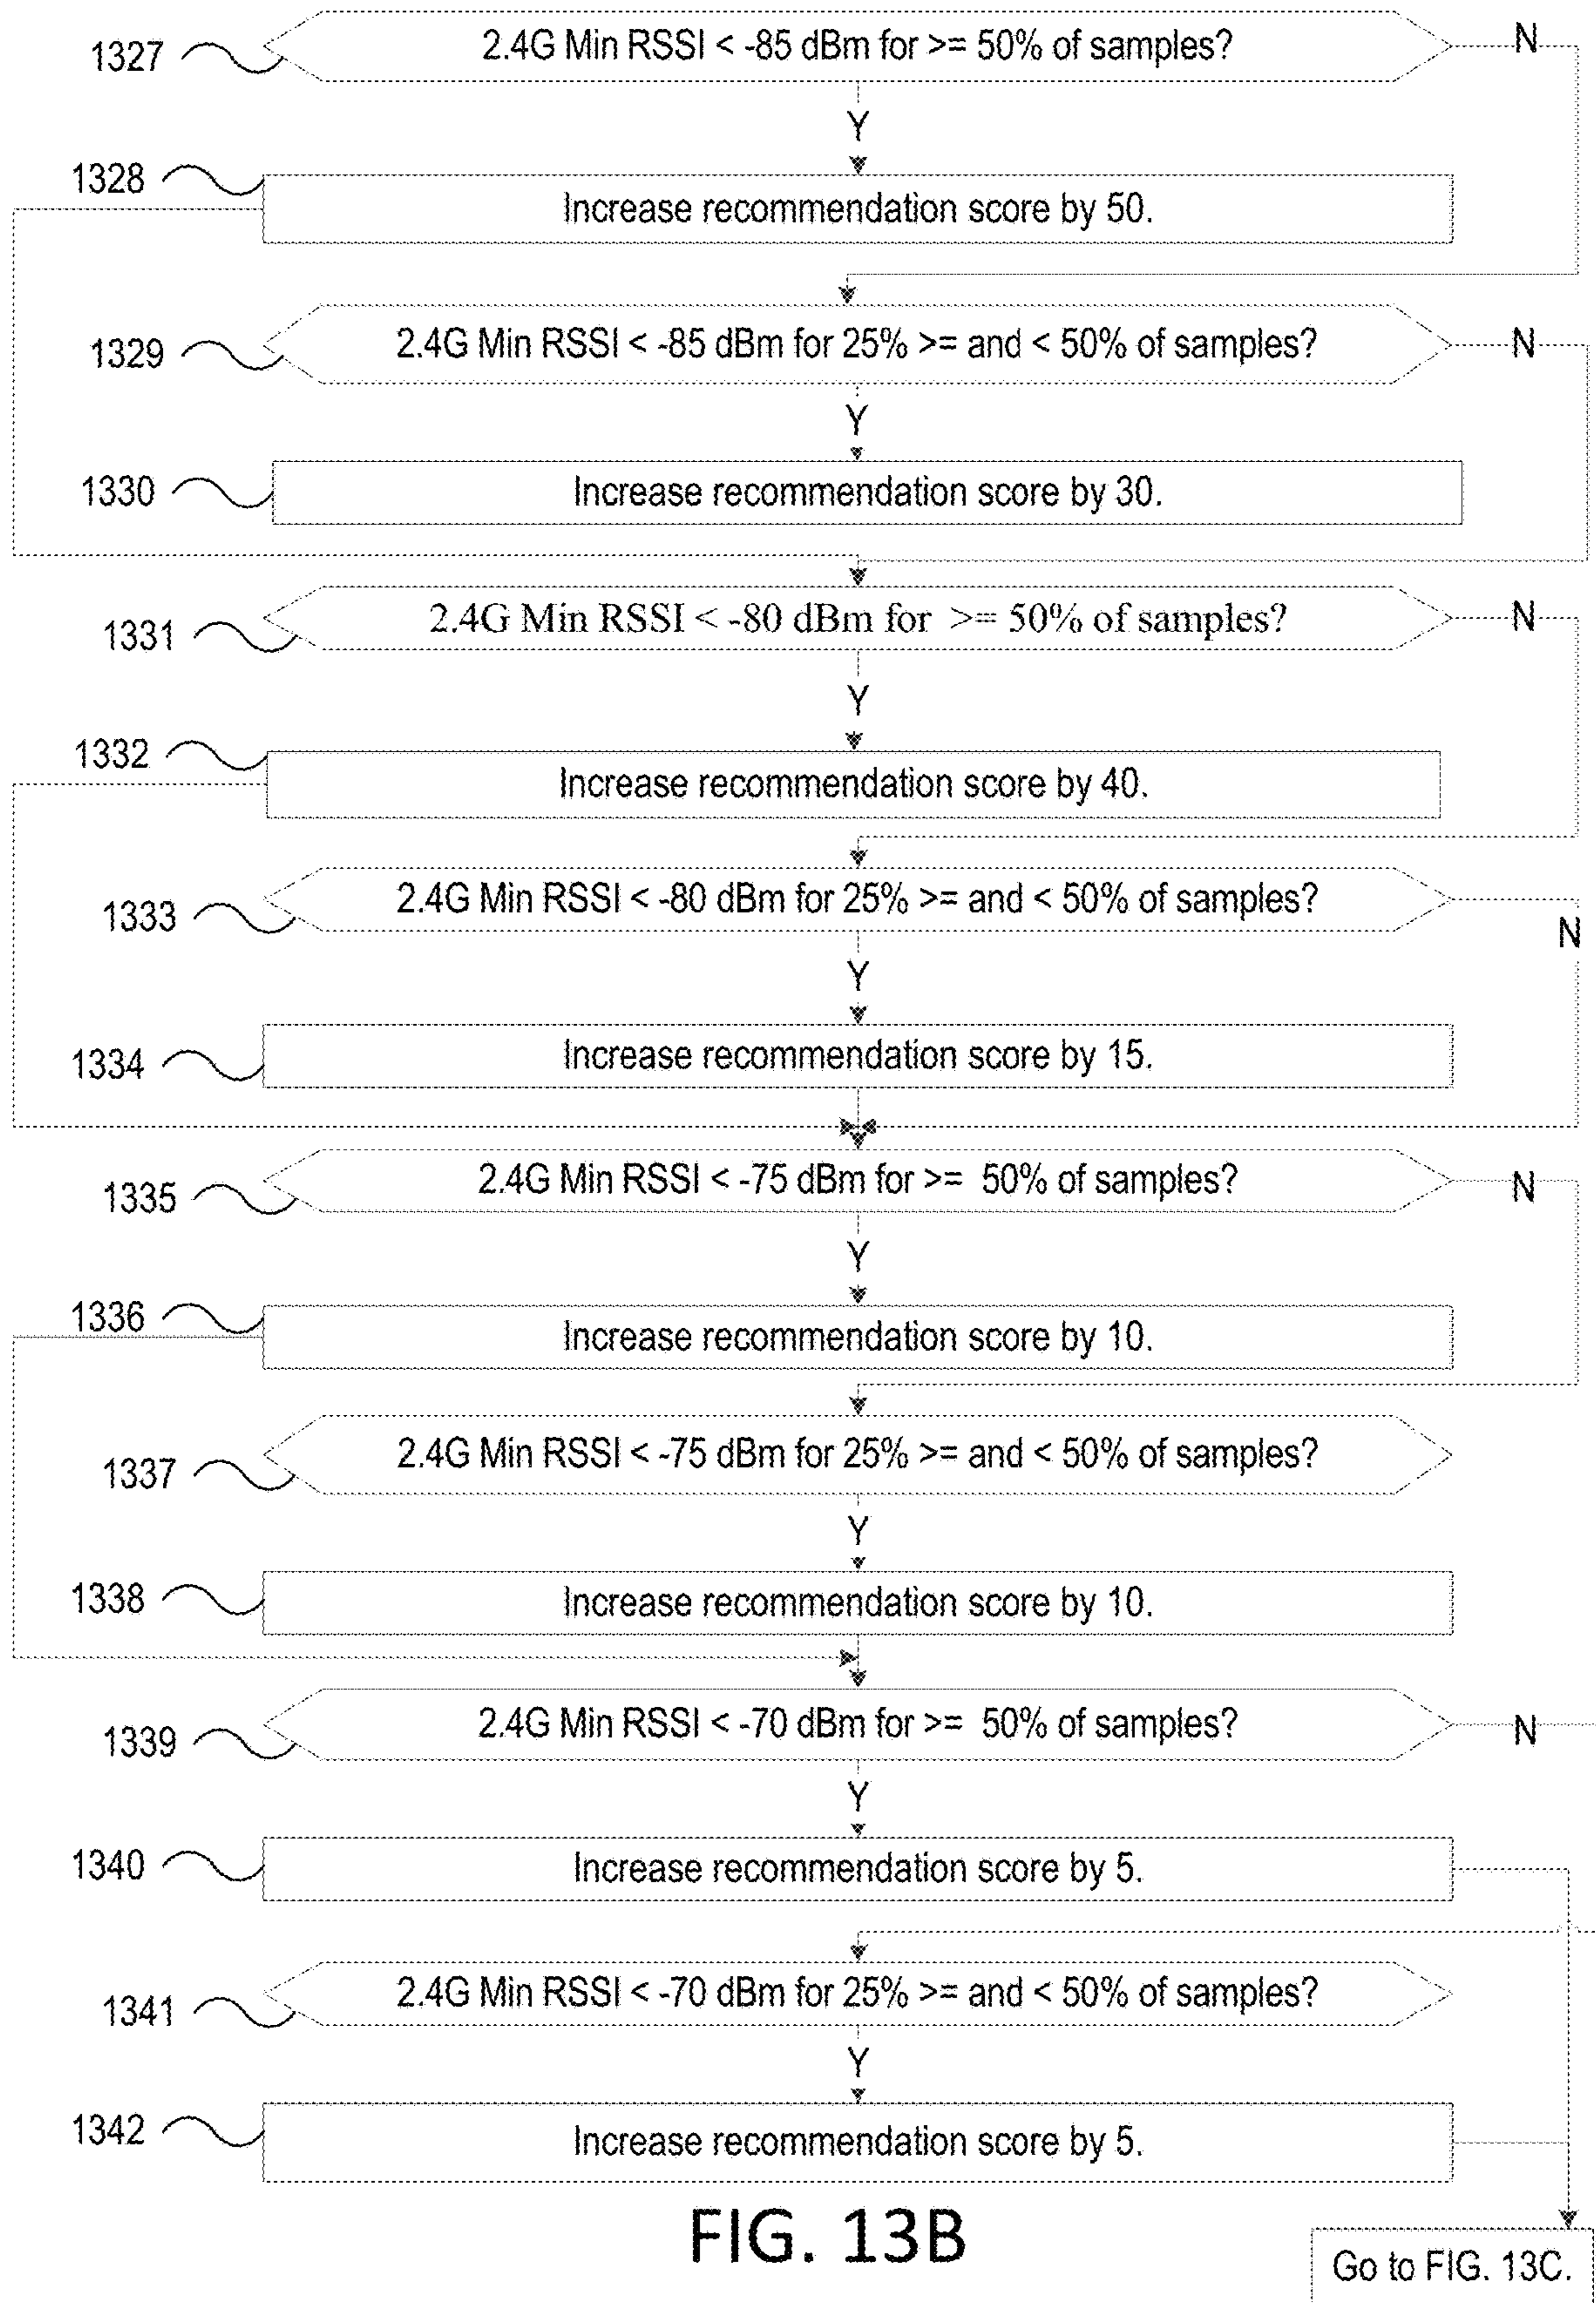 1327
2.4G Min RSSI < -85 dBm for >= 50% of samples?
N
Y
1328
Increase recommendation score by 50.
1329
2.4G Min RSSI < -85 dBm for 25% >= and < 50% of samples?
N
Y
1330
Increase recommendation score by 30.
1331
2.4G Min RSSI < -80 dBm for >= 50% of samples?
N
Y
1332
Increase recommendation score by 40.
1333
2.4G Min RSSI < -80 dBm for 25% >= and < 50% of samples?
N
Y
1334
Increase recommendation score by 15.
1335
2.4G Min RSSI < -75 dBm for >= 50% of samples?
N
Y
1336
Increase recommendation score by 10.
1337
2.4G Min RSSI < -75 dBm for 25% >= and < 50% of samples?
Y
1338
Increase recommendation score by 10.
1339
2.4G Min RSSI < -70 dBm for >= 50% of samples?
N
Y
1340
Increase recommendation score by 5.
1341
2.4G Min RSSI < -70 dBm for 25% >= and < 50% of samples?
Y
1342
Increase recommendation score by 5.
FIG. 13B
Go to FIG. 13C.